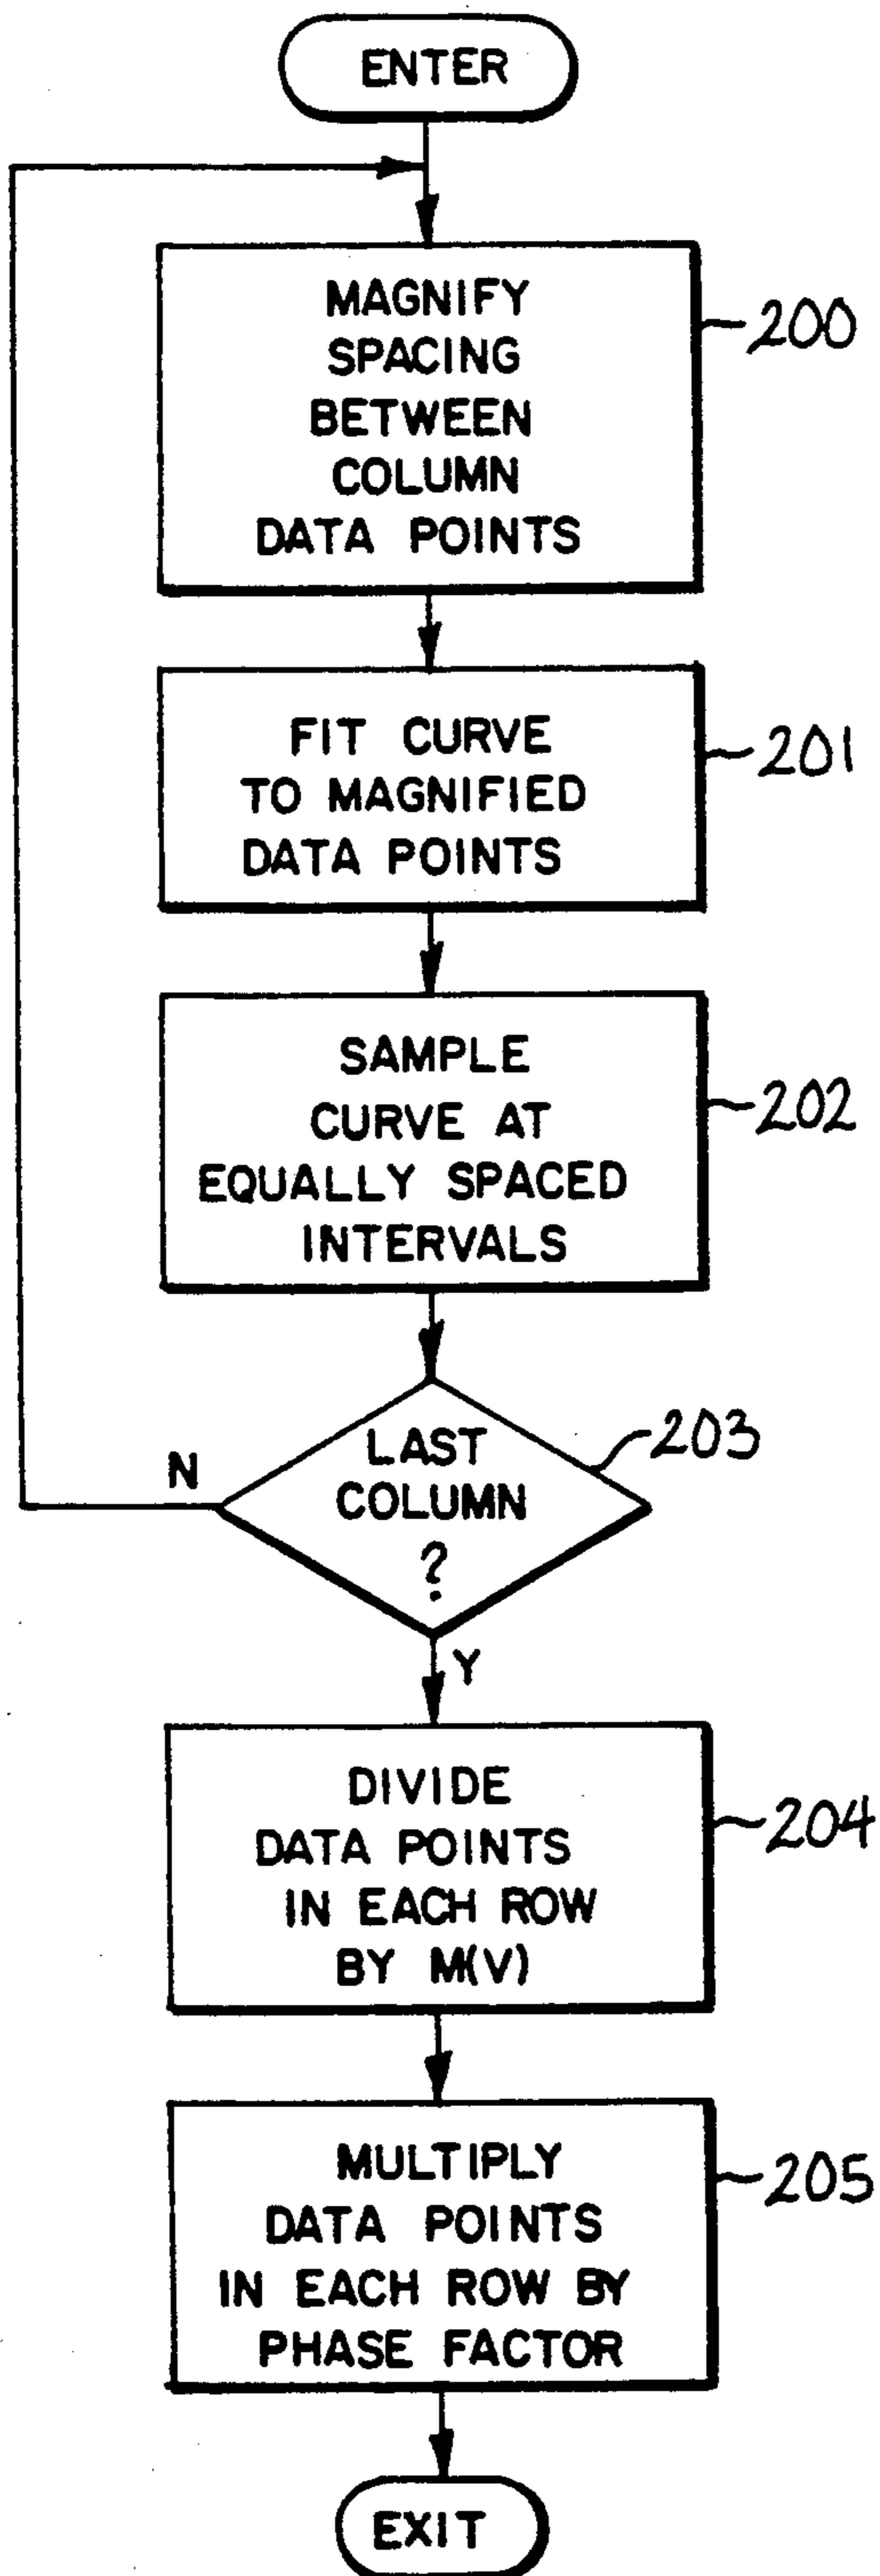 ENTER
MAGNIFY
SPACING
BETWEEN
COLUMN
DATA POINTS
200
FIT CURVE
TO MAGNIFIED
DATA POINTS
201
SAMPLE
CURVE AT
EQUALLY SPACED
INTERVALS
202
LAST
COLUMN
?
203
N
Y
DIVIDE
DATA POINTS
IN EACH ROW
BY M(V)
204
MULTIPLY
DATA POINTS
IN EACH ROW BY
PHASE FACTOR
205
EXIT